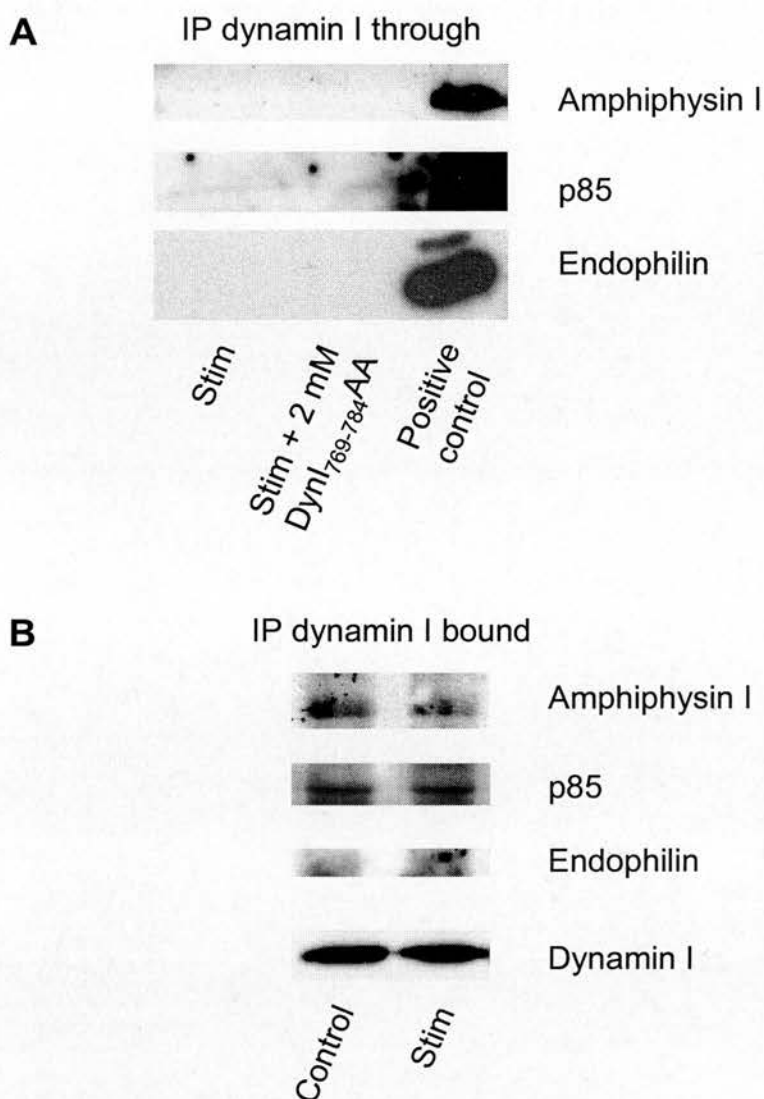 A
IP dynamin I through
Amphiphysin I
p85
Endophilin
Stim
Stim + 2 mM
DynI769-784AA
Positive
control
B
IP dynamin I bound
Amphiphysin I
p85
Endophilin
Dynamin I
Control
Stim